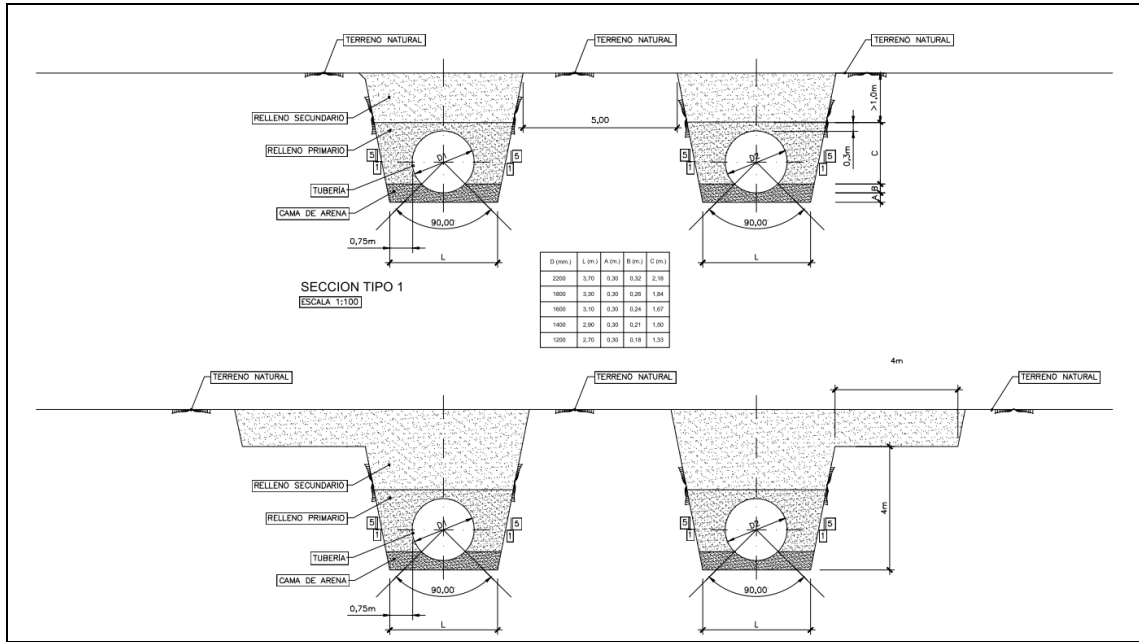 TERRENO NATURAL TERRENO NATURAL TERRENO NATURAL
>1,0m
RELLENO SECUNDARIO
5,00
RELLENO PRIMARIO
D1 D2 0,3m C
5 5 5 5
1 1 1 1
TUBERÍA
B
CAMA DE ARENA
A
90,00 90,00
0,75m
L L
D (mm.) L (m.) A (m.) B (m.) C (m.)
2200 3,70 0,30 0,32 2,18
1800 3,30 0,30 0,26 1,84
1600 3,10 0,30 0,24 1,67
1400 2,90 0,30 0,21 1,50
1200 2,70 0,30 0,18 1,33
SECCION TIPO 1
ESCALA 1:100
4m
TERRENO NATURAL TERRENO NATURAL TERRENO NATURAL
RELLENO SECUNDARIO
RELLENO PRIMARIO
D1 D2 4m
5 5 5 5
1 1 1 1
TUBERÍA
CAMA DE ARENA
90,00 90,00
0,75m
L L